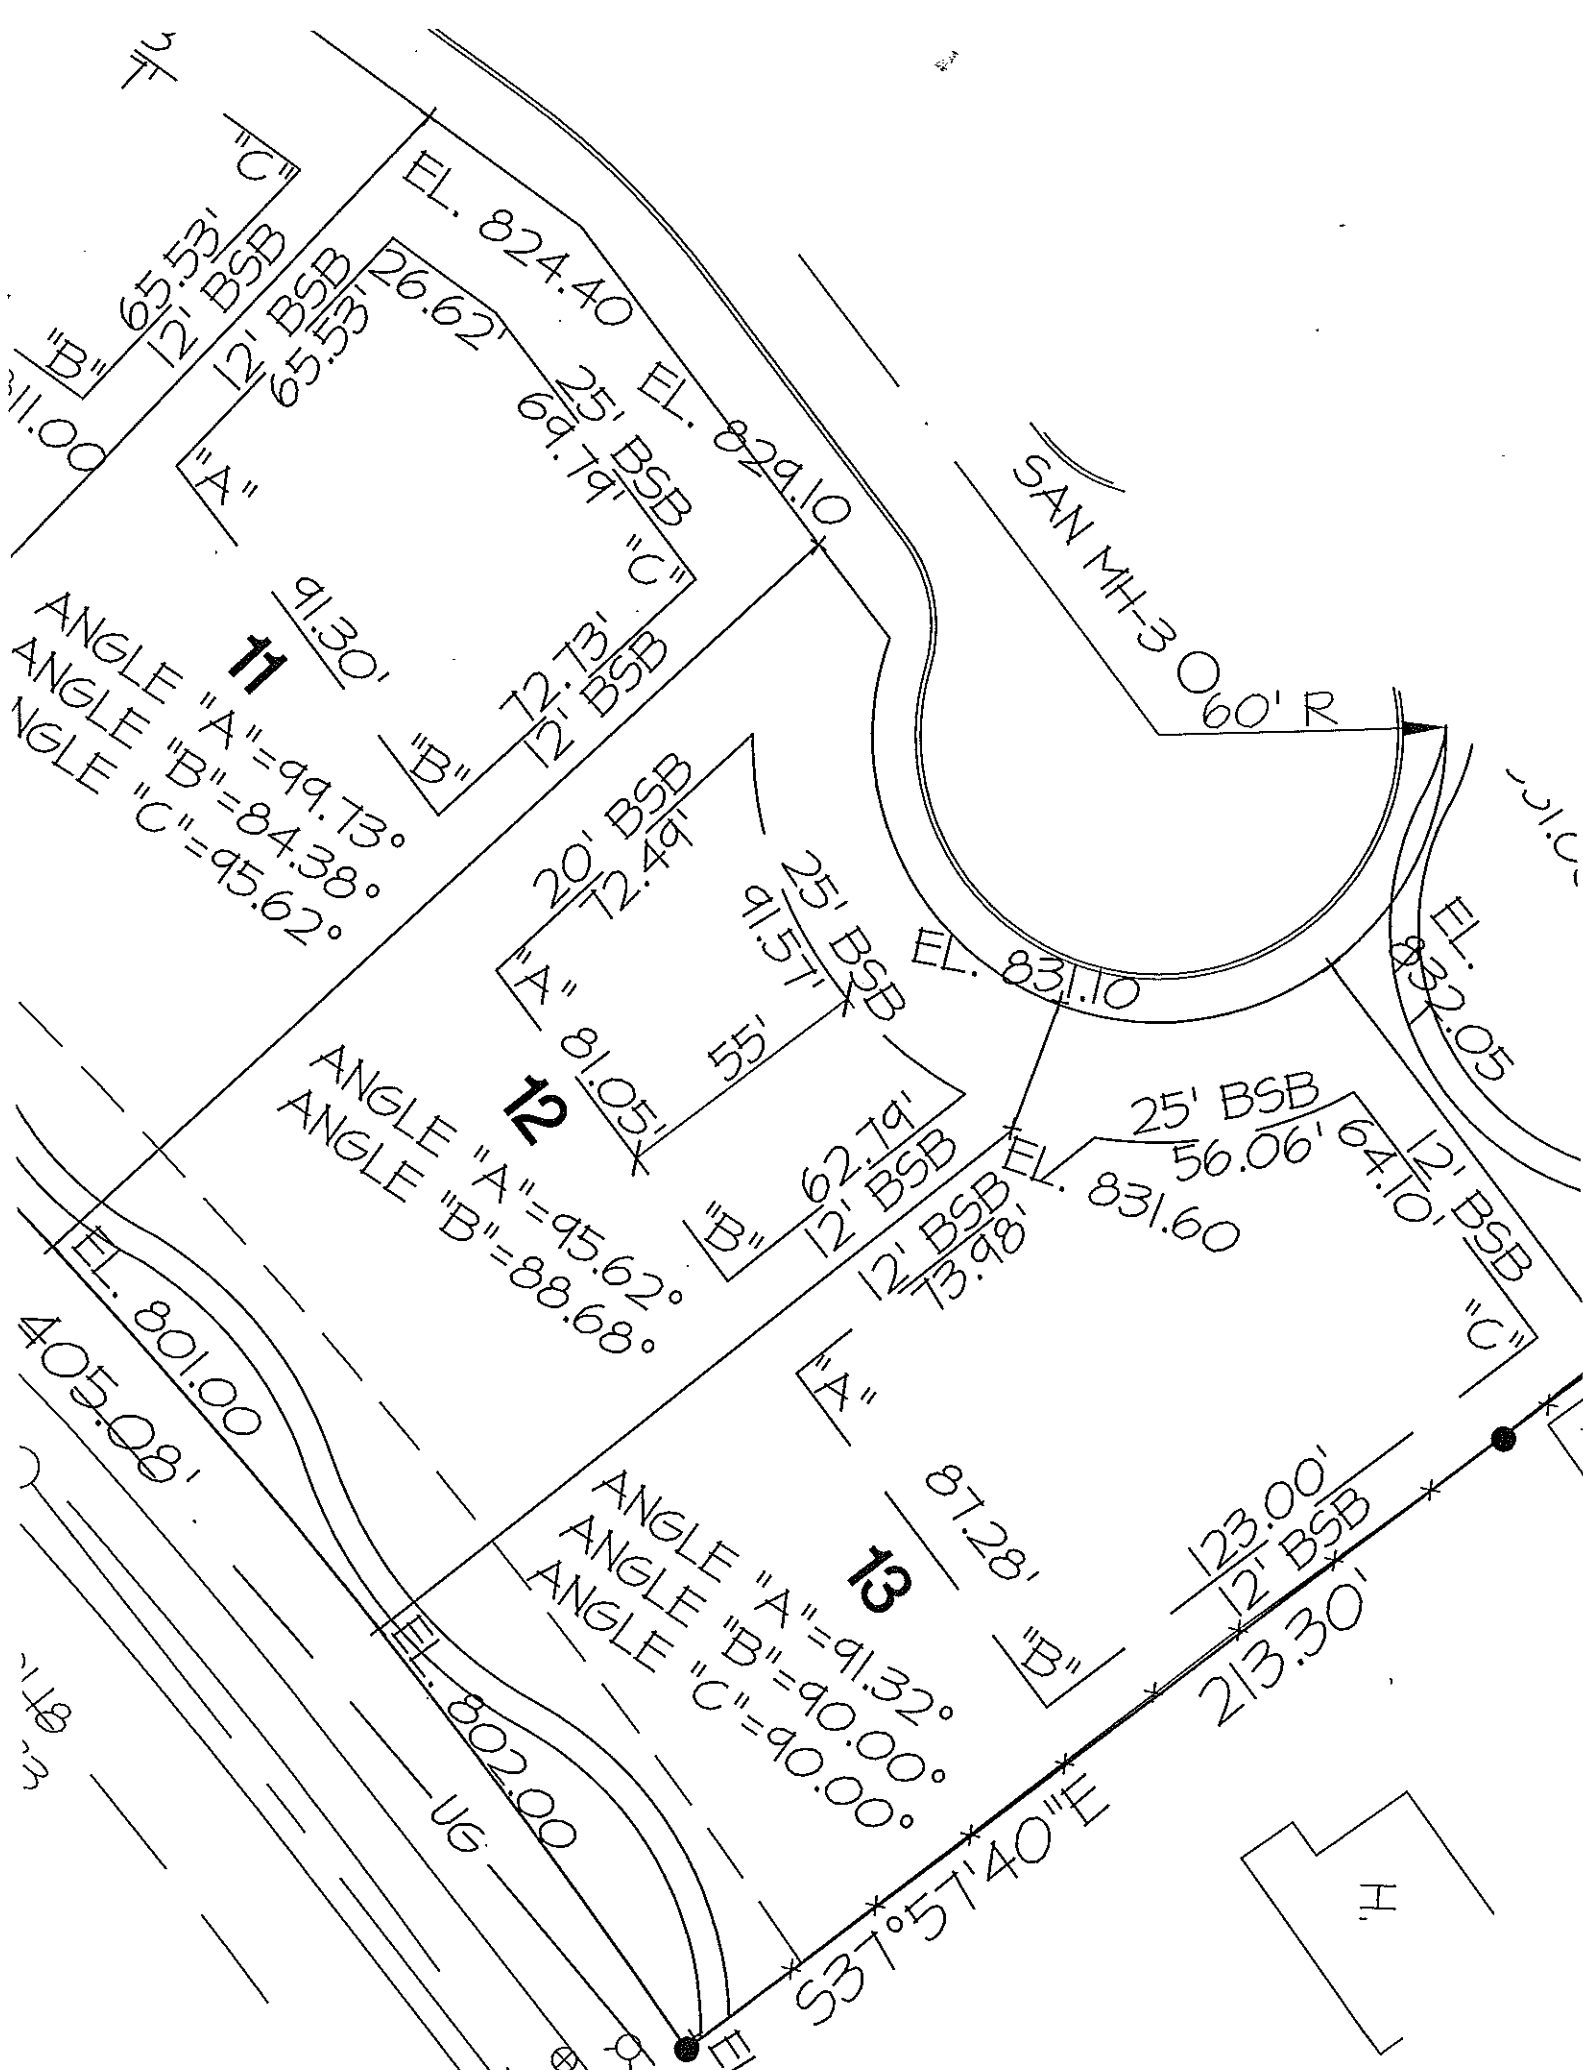 "C"
65.53'
12' BSB
"B"
EL. 824.40
12' BSB
65.53'
26.62'
25' BSB
69.79'
EL. 829.10
"A"
"C"
91.30'
11
72.73'
12' BSB
"B"
ANGLE "A"=99.73°
ANGLE "B"=84.38°
ANGLE "C"=95.62°
SAN MH-3
60' R
20' BSB
72.49'
25' BSB
91.57'
"A"
81.05'
55'
12
62.79'
12' BSB
"B"
ANGLE "A"=95.62°
ANGLE "B"=88.68°
EL. 831.10
EL. 832.05
EL. 831.60
25' BSB
56.06'
12' BSB
64.10'
12' BSB
73.98'
"C"
"A"
87.28'
13
123.00'
12' BSB
"B"
213.30'
ANGLE "A"=91.32°
ANGLE "B"=90.00°
ANGLE "C"=90.00°
EL. 801.00
405.08'
EL. 802.00
UG
S37°57'40"E
H